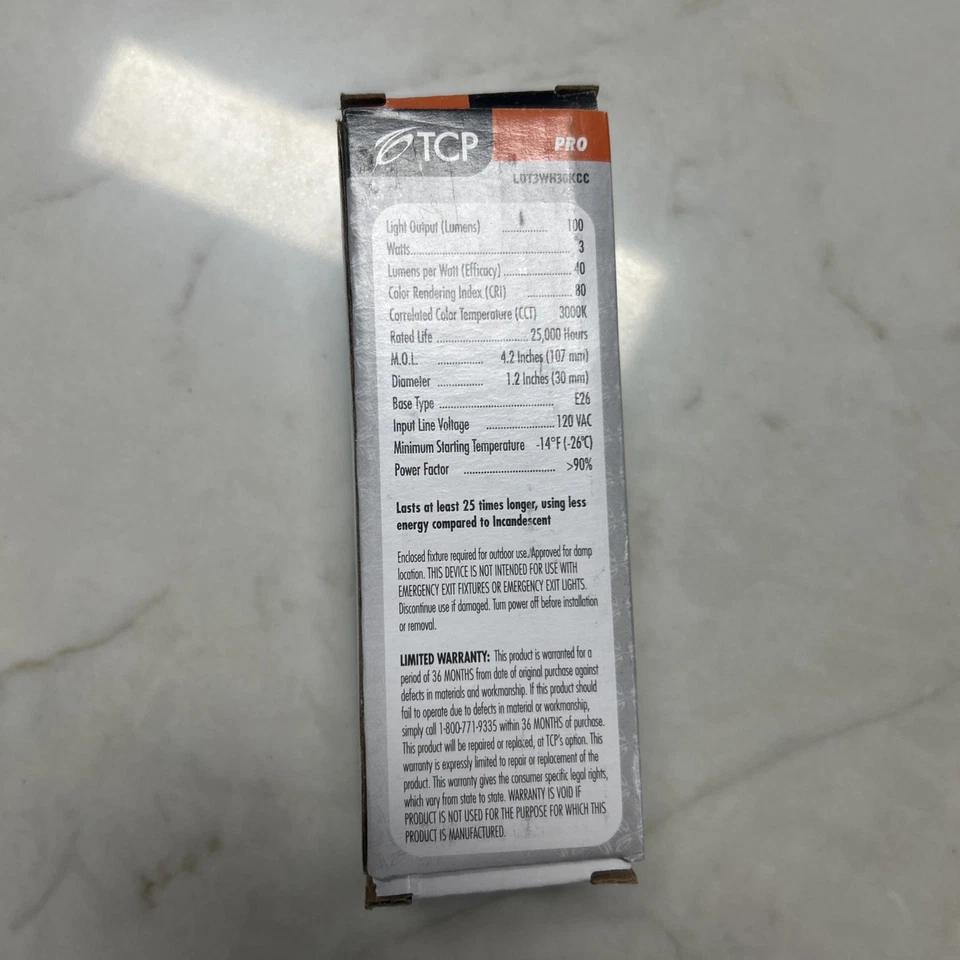 TCP
PRO
LDT3WH30KCC
Light Output (Lumens) .............. 100
Watts.................................................. 3
Lumens per Watt (Efficacy) ..................... 40
Color Rendering Index (CRI) .............. 80
Correlated Color Temperature (CCT) 3000K
Rated Life ............................. 25,000 Hours
M.O.L. .............. 4.2 Inches (107 mm)
Diameter .............. 1.2 Inches (30 mm)
Base Type ................................... E26
Input Line Voltage ..................... 120 VAC
Minimum Starting Temperature -14°F (-26°C)
Power Factor ............................ >90%
Lasts at least 25 times longer, using less
energy compared to Incandescent
Enclosed fixture required for outdoor use./Approved for damp
location. THIS DEVICE IS NOT INTENDED FOR USE WITH
EMERGENCY EXIT FIXTURES OR EMERGENCY EXIT LIGHTS.
Discontinue use if damaged. Turn power off before installation
or removal.
LIMITED WARRANTY: This product is warranted for a
period of 36 MONTHS from date of original purchase against
defects in materials and workmanship. If this product should
fail to operate due to defects in material or workmanship,
simply call 1-800-771-9335 within 36 MONTHS of purchase.
This product will be repaired or replaced, at TCP's option. This
warranty is expressly limited to repair or replacement of the
product. This warranty gives the consumer specific legal rights,
which vary from state to state. WARRANTY IS VOID IF
PRODUCT IS NOT USED FOR THE PURPOSE FOR WHICH THIS
PRODUCT IS MANUFACTURED.